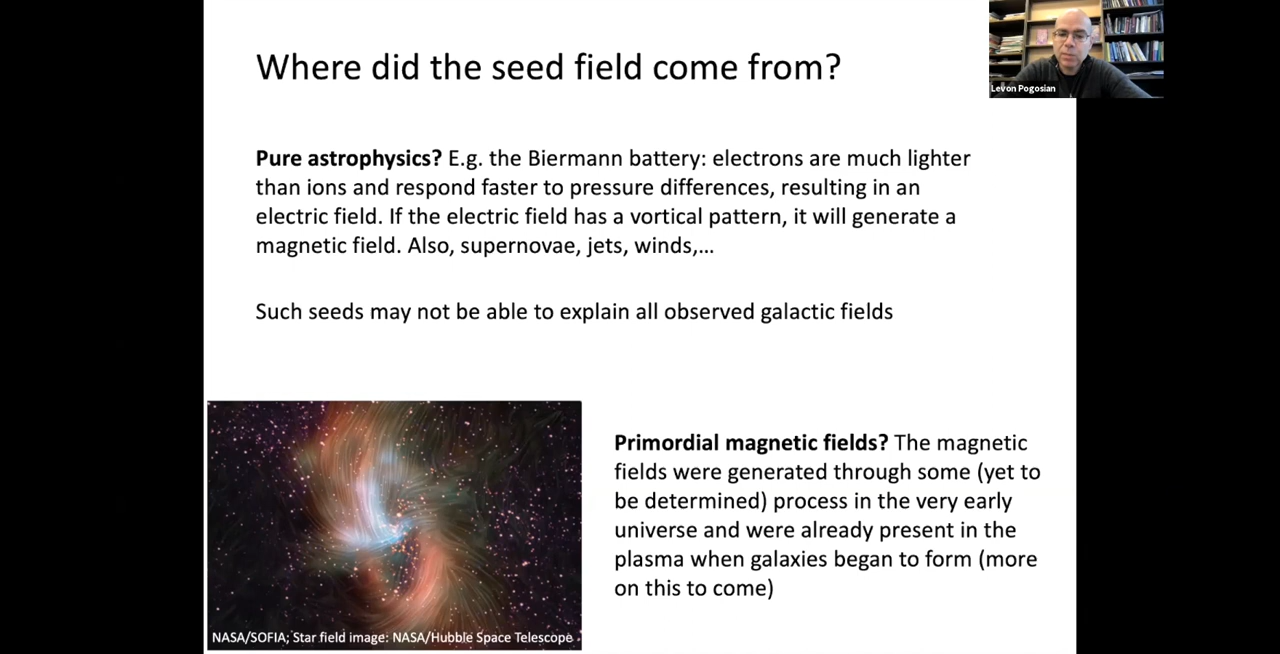 Where did the seed field come from?
Levon Pogosian
Pure astrophysics? E.g. the Biermann battery: electrons are much lighter
than ions and respond faster to pressure differences, resulting in an
electric field. If the electric field has a vortical pattern, it will generate a
magnetic field. Also, supernovae, jets, winds,...
Such seeds may not be able to explain all observed galactic fields
Primordial magnetic fields? The magnetic
fields were generated through some (yet to
be determined) process in the very early
universe and were already present in the
plasma when galaxies began to form (more
on this to come)
NASA/SOFIA; Star field image: NASA/Hubble Space Telescope